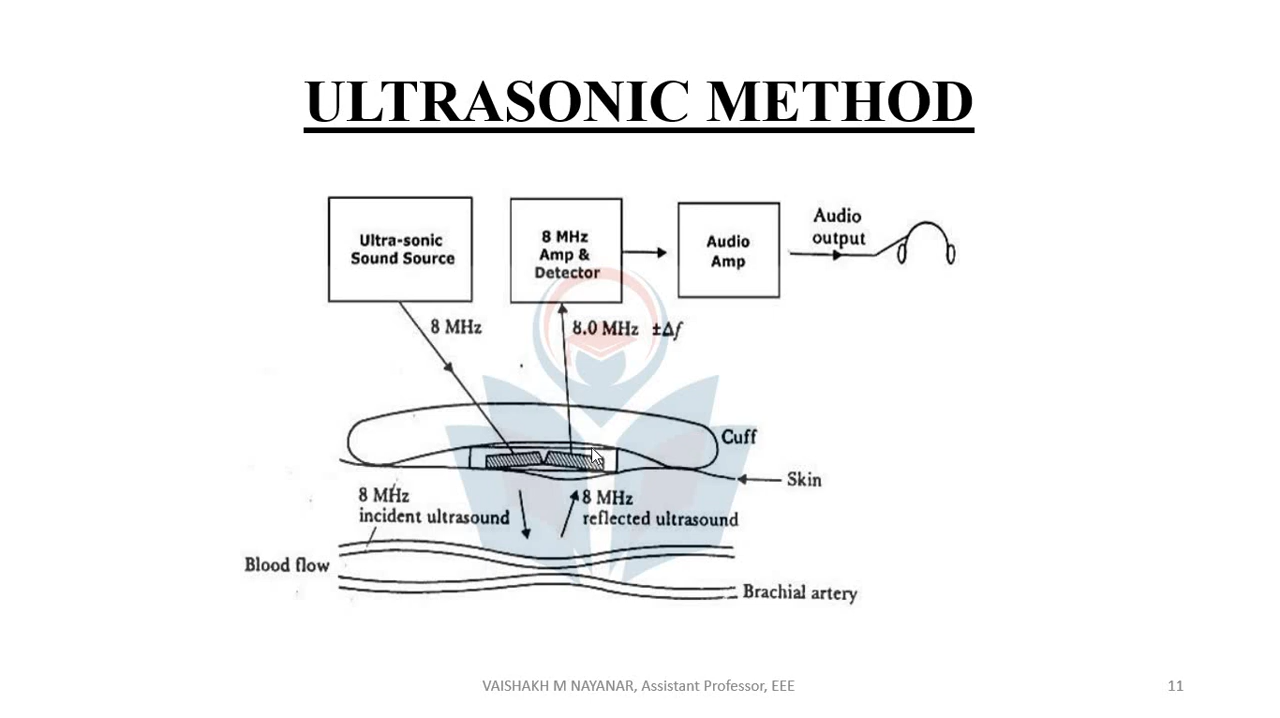 ULTRASONIC METHOD
Ultra-sonic
Sound Source
8 MHz
Amp &
Detector
Audio
Amp
Audio
output
8 MHz
8.0 MHz ±Δf
Cuff
Skin
8 MHz
incident ultrasound
8 MHz
reflected ultrasound
Blood flow
Brachial artery
VAISHAKH M NAYANAR, Assistant Professor, EEE
11